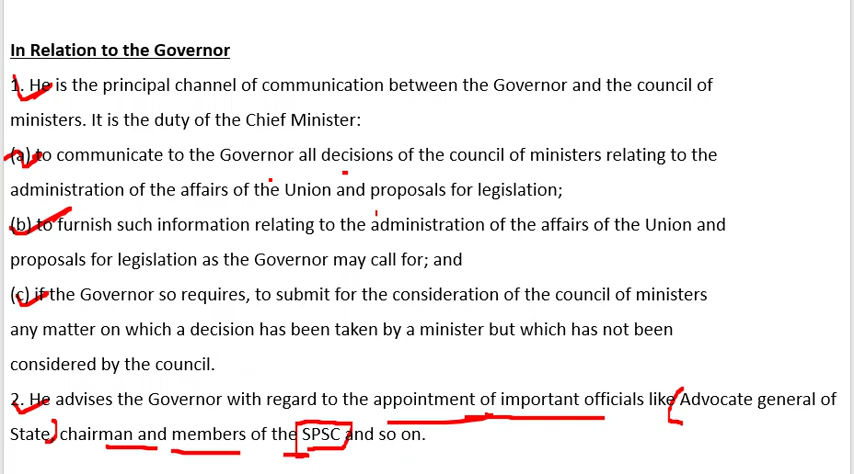 In Relation to the Governor
1. He is the principal channel of communication between the Governor and the council of
ministers. It is the duty of the Chief Minister:
(a) to communicate to the Governor all decisions of the council of ministers relating to the
administration of the affairs of the Union and proposals for legislation;
(b) to furnish such information relating to the administration of the affairs of the Union and
proposals for legislation as the Governor may call for; and
(c) if the Governor so requires, to submit for the consideration of the council of ministers
any matter on which a decision has been taken by a minister but which has not been
considered by the council.
2. He advises the Governor with regard to the appointment of important officials like Advocate general of
State, chairman and members of the SPSC and so on.